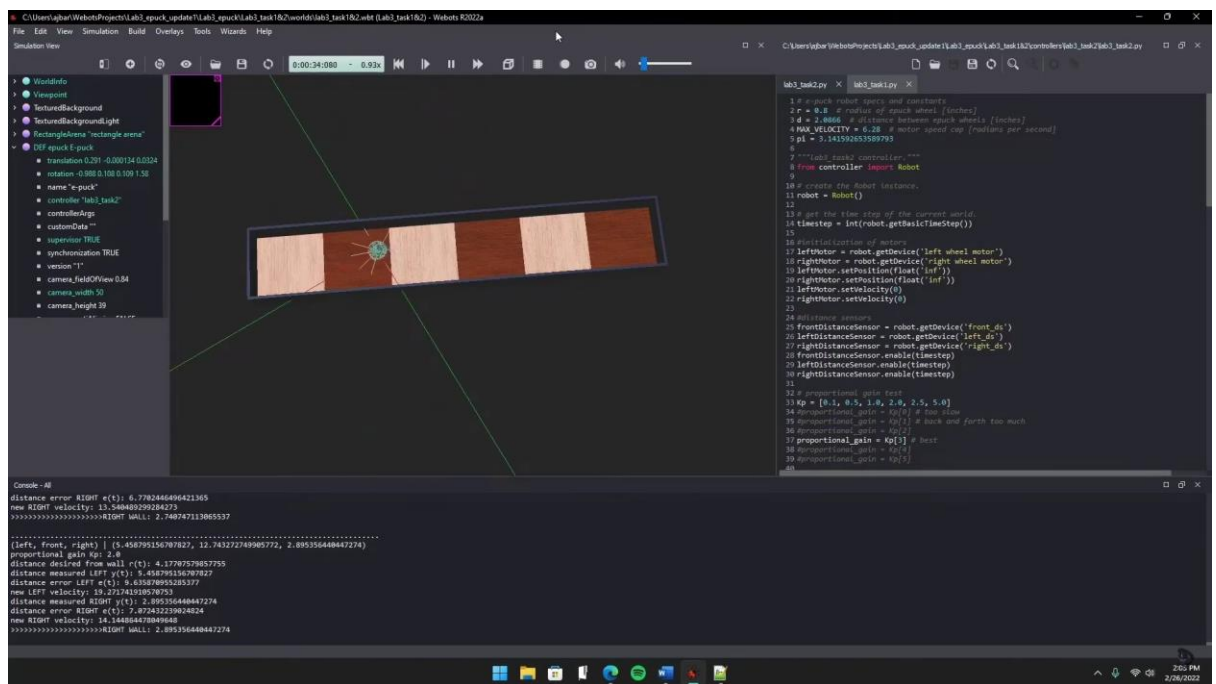 C:\Users\ajbar\WebotsProjects\Lab3_epuck_update1\Lab3_epuck\Lab3_task1&2\worlds\lab3_task1&2.wbt (Lab3_task1&2) - Webots R2022a
File Edit View Simulation Build Overlays Tools Wizards Help
Simulation View
0:00:34:080 - 0.93x
WorldInfo
Viewpoint
TexturedBackground
TexturedBackgroundLight
RectangleArena "rectangle arena"
DEF epuck E-puck
translation 0.291 -0.000134 0.0324
rotation -0.988 0.108 0.109 1.58
name "e-puck"
controller "lab3_task2"
controllerArgs
customData ""
supervisor TRUE
synchronization TRUE
version "1"
camera_fieldOfView 0.84
camera_width 50
camera_height 39
C:\Users\ajbar\WebotsProjects\Lab3_epuck_update1\Lab3_epuck\Lab3_task1&2\controllers\lab3_task2\lab3_task2.py
lab3_task2.py
lab3_task1.py
1 # e-puck robot specs and constants
2 r = 0.8 # radius of epuck wheel [inches]
3 d = 2.0866 # distance between epuck wheels [inches]
4 MAX_VELOCITY = 6.28 # motor speed cap [radians per second]
5 pi = 3.141592653589793
6
7 """lab3_task2 controller."""
8 from controller import Robot
9
10 # create the Robot instance.
11 robot = Robot()
12
13 # get the time step of the current world.
14 timestep = int(robot.getBasicTimeStep())
15
16 #initialization of motors
17 leftMotor = robot.getDevice('left wheel motor')
18 rightMotor = robot.getDevice('right wheel motor')
19 leftMotor.setPosition(float('inf'))
20 rightMotor.setPosition(float('inf'))
21 leftMotor.setVelocity(0)
22 rightMotor.setVelocity(0)
23
24 #distance sensors
25 frontDistanceSensor = robot.getDevice('front_ds')
26 leftDistanceSensor = robot.getDevice('left_ds')
27 rightDistanceSensor = robot.getDevice('right_ds')
28 frontDistanceSensor.enable(timestep)
29 leftDistanceSensor.enable(timestep)
30 rightDistanceSensor.enable(timestep)
31
32 # proportional gain test
33 Kp = [0.1, 0.5, 1.0, 2.0, 2.5, 5.0]
34 #proportional_gain = Kp[0] # too slow
35 #proportional_gain = Kp[1] # back and forth too much
36 #proportional_gain = Kp[2]
37 proportional_gain = Kp[3] # best
38 #proportional_gain = Kp[4]
39 #proportional_gain = Kp[5]
40
Console - All
distance error RIGHT e(t): 6.7702446496421365
new RIGHT velocity: 13.540489299284273
>>>>>>>>>>>>>>>>>>>>RIGHT WALL: 2.740747113065537
(left, front, right) | (5.458795156707827, 12.743272749905772, 2.895356440447274)
proportional gain Kp: 2.0
distance desired from wall r(t): 4.17707579857755
distance measured LEFT y(t): 5.458795156707827
distance error LEFT e(t): 9.635870955285377
new LEFT velocity: 19.271741910570753
distance measured RIGHT y(t): 2.895356440447274
distance error RIGHT e(t): 7.072432239024824
new RIGHT velocity: 14.144864478049648
>>>>>>>>>>>>>>>>>>>>RIGHT WALL: 2.895356440447274
2:05 PM
2/26/2022